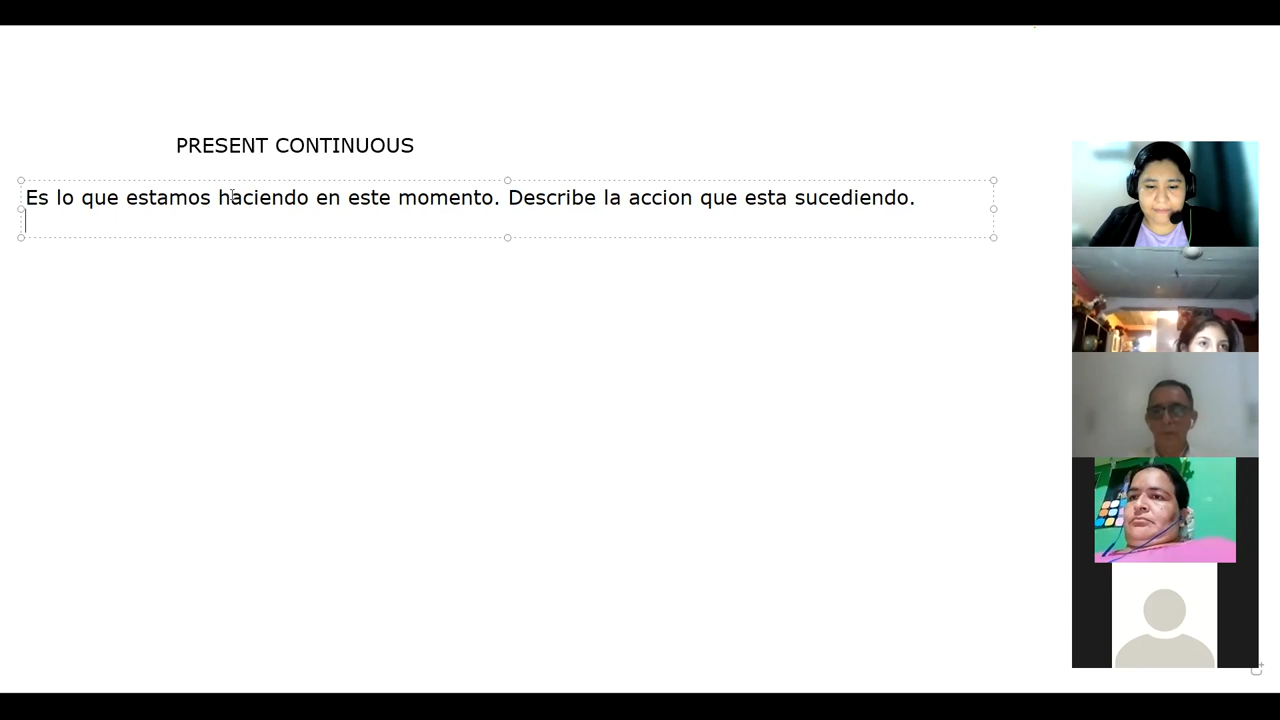 PRESENT CONTINUOUS
Es lo que estamos haciendo en este momento. Describe la accion que esta sucediendo.